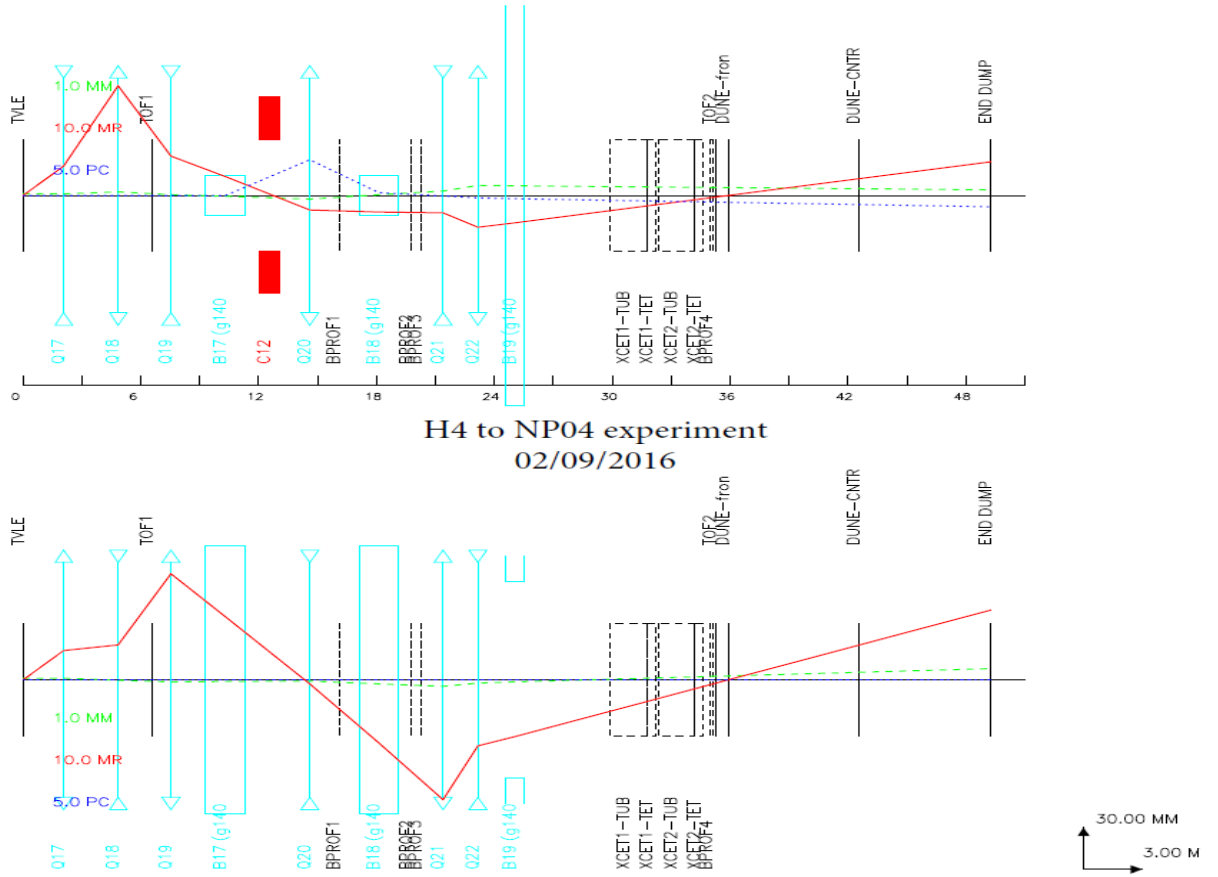 TVLE
TOF1
TOF2
DUNE-fron
DUNE-CNTR
END DUMP
1.0 MM
10.0 MR
5.0 PC
Q17
Q18
Q19
B17 (g140
C12
Q20
BPROF1
B18 (g140
BPROF2
BPROF3
Q21
Q22
B19 (g140
XCET1-TUB
XCET1-TET
XCET2-TUB
XCET2-TET
BPROF4
0 6 12 18 24 30 36 42 48
H4 to NP04 experiment
02/09/2016
TVLE
TOF1
TOF2
DUNE-fron
DUNE-CNTR
END DUMP
1.0 MM
10.0 MR
5.0 PC
Q17
Q18
Q19
B17 (g140
Q20
BPROF1
B18 (g140
BPROF2
BPROF3
Q21
Q22
B19 (g140
XCET1-TUB
XCET1-TET
XCET2-TUB
XCET2-TET
BPROF4
30.00 MM
3.00 M